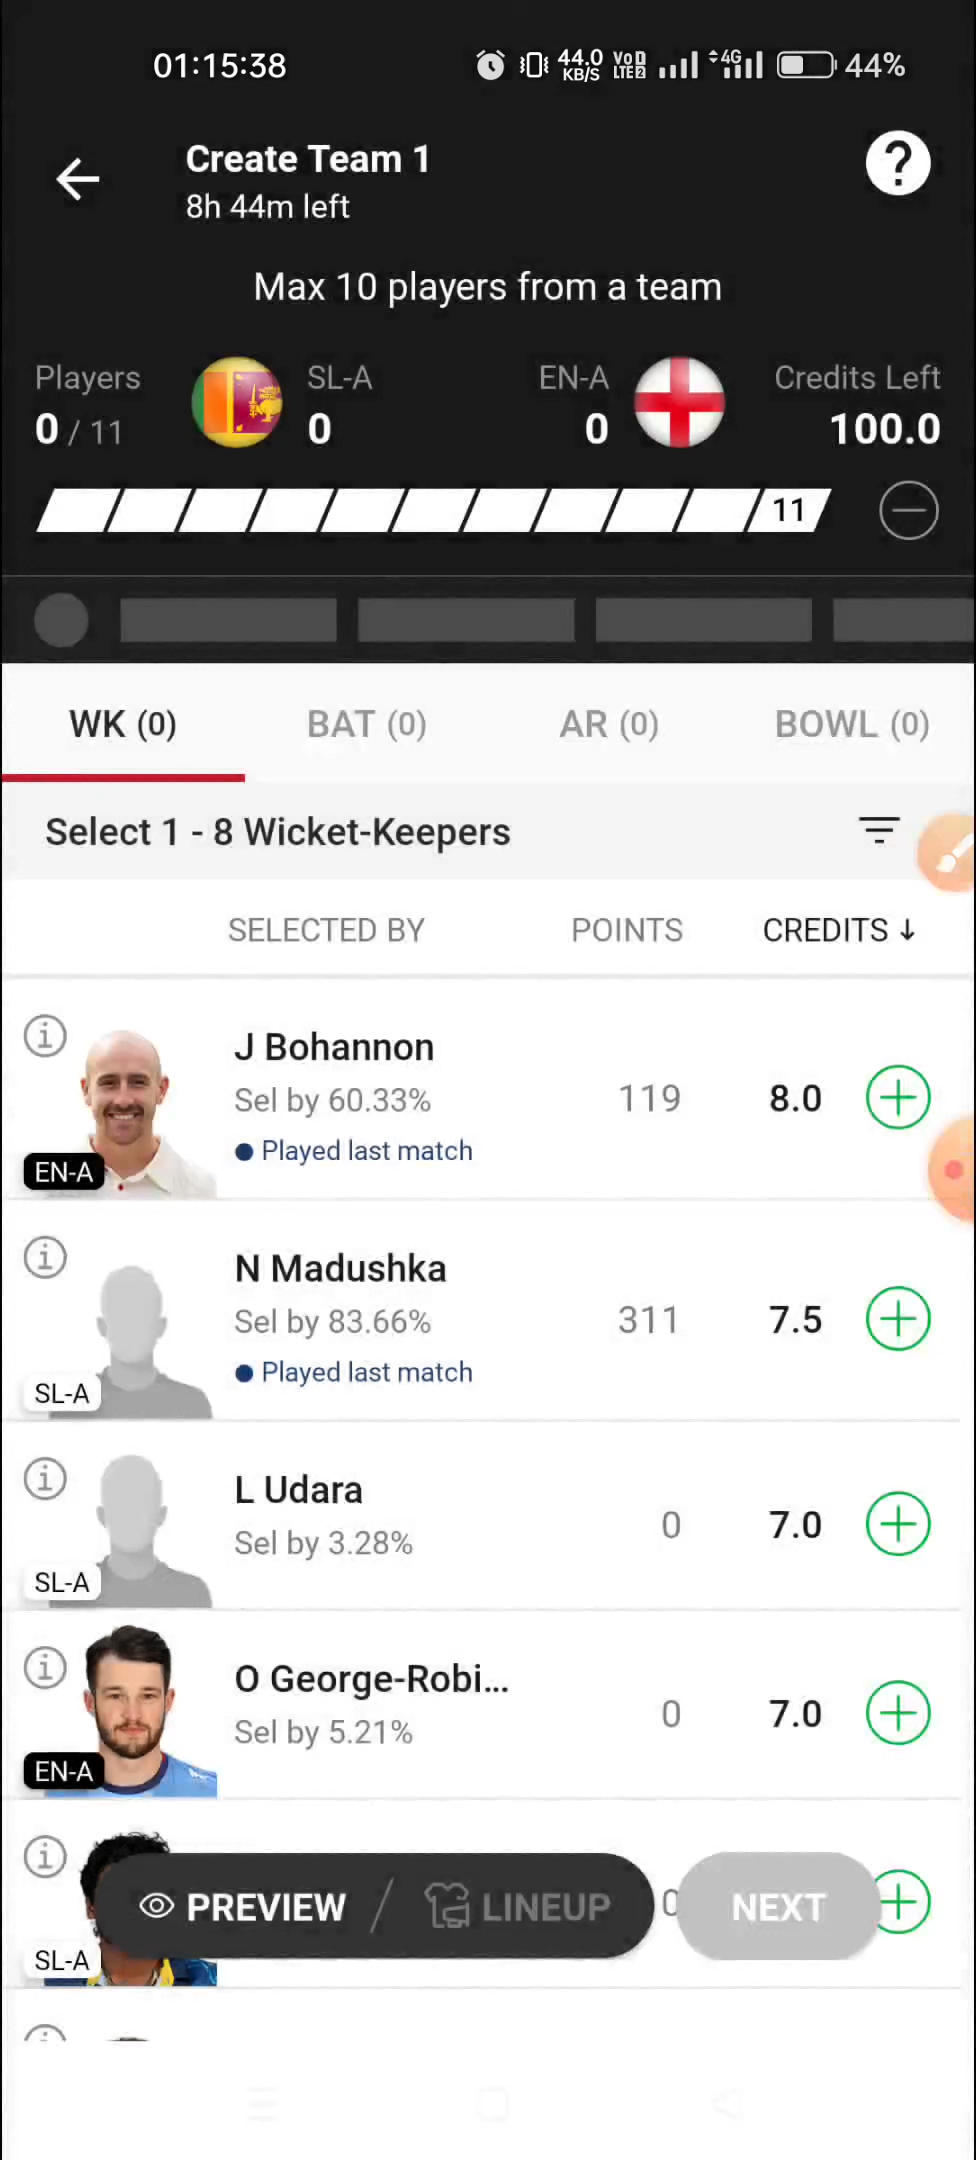 01:15:38 44.0 KB/S VoD LTE2 4G 44%
Create Team 1
8h 44m left
?
Max 10 players from a team
Players SL-A EN-A Credits Left
0 / 11 0 0 100.0
11
WK (0) BAT (0) AR (0) BOWL (0)
Select 1 - 8 Wicket-Keepers
SELECTED BY POINTS CREDITS ↓
J Bohannon
Sel by 60.33% 119 8.0
Played last match
EN-A
N Madushka
Sel by 83.66% 311 7.5
Played last match
SL-A
L Udara
Sel by 3.28% 0 7.0
SL-A
O George-Robi...
Sel by 5.21% 0 7.0
EN-A
PREVIEW / LINEUP 0 NEXT
SL-A